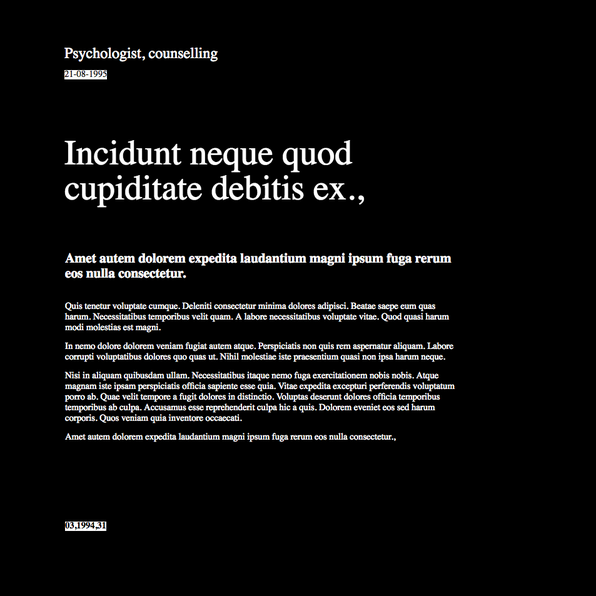 Psychologist, counselling
21-08-1995
Incidunt neque quod
cupiditate debitis ex.,
Amet autem dolorem expedita laudantium magni ipsum fuga rerum
eos nulla consectetur.
Quis tenetur voluptate cumque. Deleniti consectetur minima dolores adipisci. Beatae saepe eum quas
harum. Necessitatibus temporibus velit quam. A labore necessitatibus voluptate vitae. Quod quasi harum
modi molestias est magni.
In nemo dolore dolorem veniam fugiat autem atque. Perspiciatis non quis rem aspernatur aliquam. Labore
corrupti voluptatibus dolores quo quas ut. Nihil molestiae iste praesentium quasi non ipsa harum neque.
Nisi in aliquam quibusdam ullam. Necessitatibus itaque nemo fuga exercitationem nobis nobis. Atque
magnam iste ipsam perspiciatis officia sapiente esse quia. Vitae expedita excepturi perferendis voluptatum
porro ab. Quae velit tempore a fugit dolores in distinctio. Voluptas deserunt dolores officia temporibus
temporibus ab culpa. Accusamus esse reprehenderit culpa hic a quis. Dolorem eveniet eos sed harum
corporis. Quos veniam quia inventore occaecati.
Amet autem dolorem expedita laudantium magni ipsum fuga rerum eos nulla consectetur.,
03,1994,31